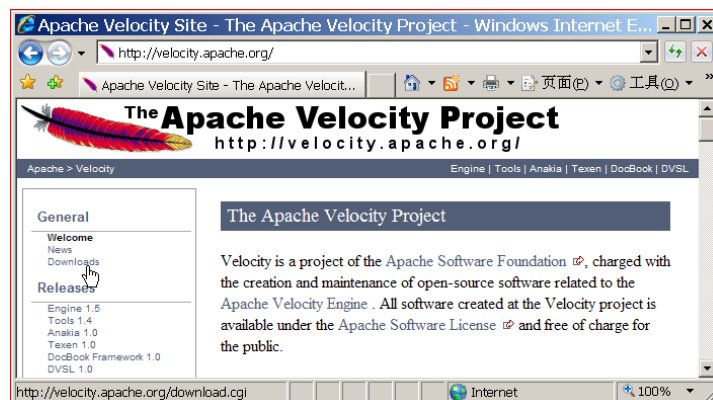 Apache Velocity Site - The Apache Velocity Project - Windows Internet E...
http://velocity.apache.org/
Apache Velocity Site - The Apache Velocit...
页面(P)
工具(O)
»
The Apache Velocity Project
http://velocity.apache.org/
Apache > Velocity
Engine | Tools | Anakia | Texen | DocBook | DVSL
General
Welcome
News
Downloads
Releases
Engine 1.5
Tools 1.4
Anakia 1.0
Texen 1.0
DocBook Framework 1.0
DVSL 1.0
The Apache Velocity Project
Velocity is a project of the Apache Software Foundation , charged with
the creation and maintenance of open-source software related to the
Apache Velocity Engine . All software created at the Velocity project is
available under the Apache Software License and free of charge for
the public.
http://velocity.apache.org/download.cgi
Internet
100%